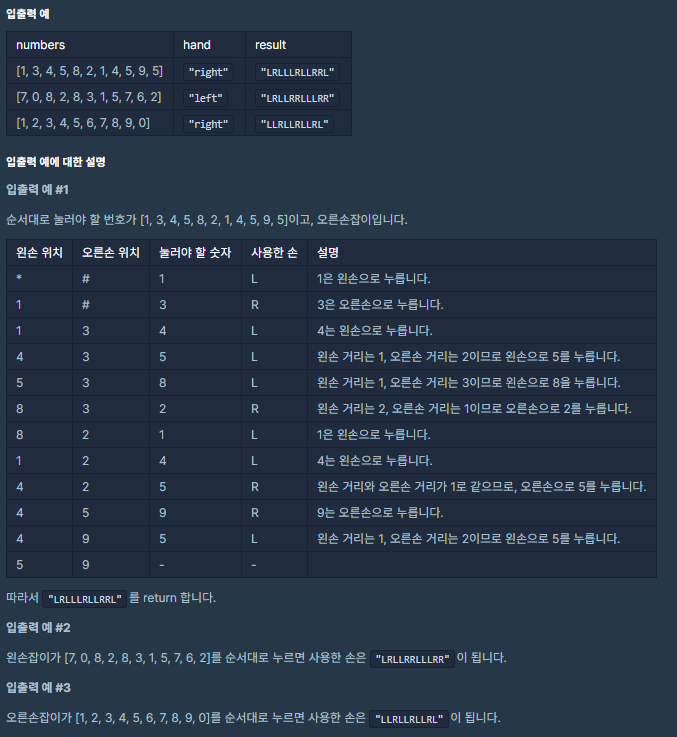 입출력 예
numbers hand result
[1, 3, 4, 5, 8, 2, 1, 4, 5, 9, 5] "right" "LRLLLRLLRRL"
[7, 0, 8, 2, 8, 3, 1, 5, 7, 6, 2] "left" "LRLLRRLLLRR"
[1, 2, 3, 4, 5, 6, 7, 8, 9, 0] "right" "LLRLLRLLRL"
입출력 예에 대한 설명
입출력 예 #1
순서대로 눌러야 할 번호가 [1, 3, 4, 5, 8, 2, 1, 4, 5, 9, 5]이고, 오른손잡이입니다.
왼손 위치 오른손 위치 눌러야 할 숫자 사용한 손 설명
* # 1 L 1은 왼손으로 누릅니다.
1 # 3 R 3은 오른손으로 누릅니다.
1 3 4 L 4는 왼손으로 누릅니다.
4 3 5 L 왼손 거리는 1, 오른손 거리는 2이므로 왼손으로 5를 누릅니다.
5 3 8 L 왼손 거리는 1, 오른손 거리는 3이므로 왼손으로 8을 누릅니다.
8 3 2 R 왼손 거리는 2, 오른손 거리는 1이므로 오른손으로 2를 누릅니다.
8 2 1 L 1은 왼손으로 누릅니다.
1 2 4 L 4는 왼손으로 누릅니다.
4 2 5 R 왼손 거리와 오른손 거리가 1로 같으므로, 오른손으로 5를 누릅니다.
4 5 9 R 9는 오른손으로 누릅니다.
4 9 5 L 왼손 거리는 1, 오른손 거리는 2이므로 왼손으로 5를 누릅니다.
5 9 - -
따라서 "LRLLLRLLRRL" 를 return 합니다.
입출력 예 #2
왼손잡이가 [7, 0, 8, 2, 8, 3, 1, 5, 7, 6, 2]를 순서대로 누르면 사용한 손은 "LRLLRRLLLRR" 이 됩니다.
입출력 예 #3
오른손잡이가 [1, 2, 3, 4, 5, 6, 7, 8, 9, 0]를 순서대로 누르면 사용한 손은 "LLRLLRLLRL" 이 됩니다.